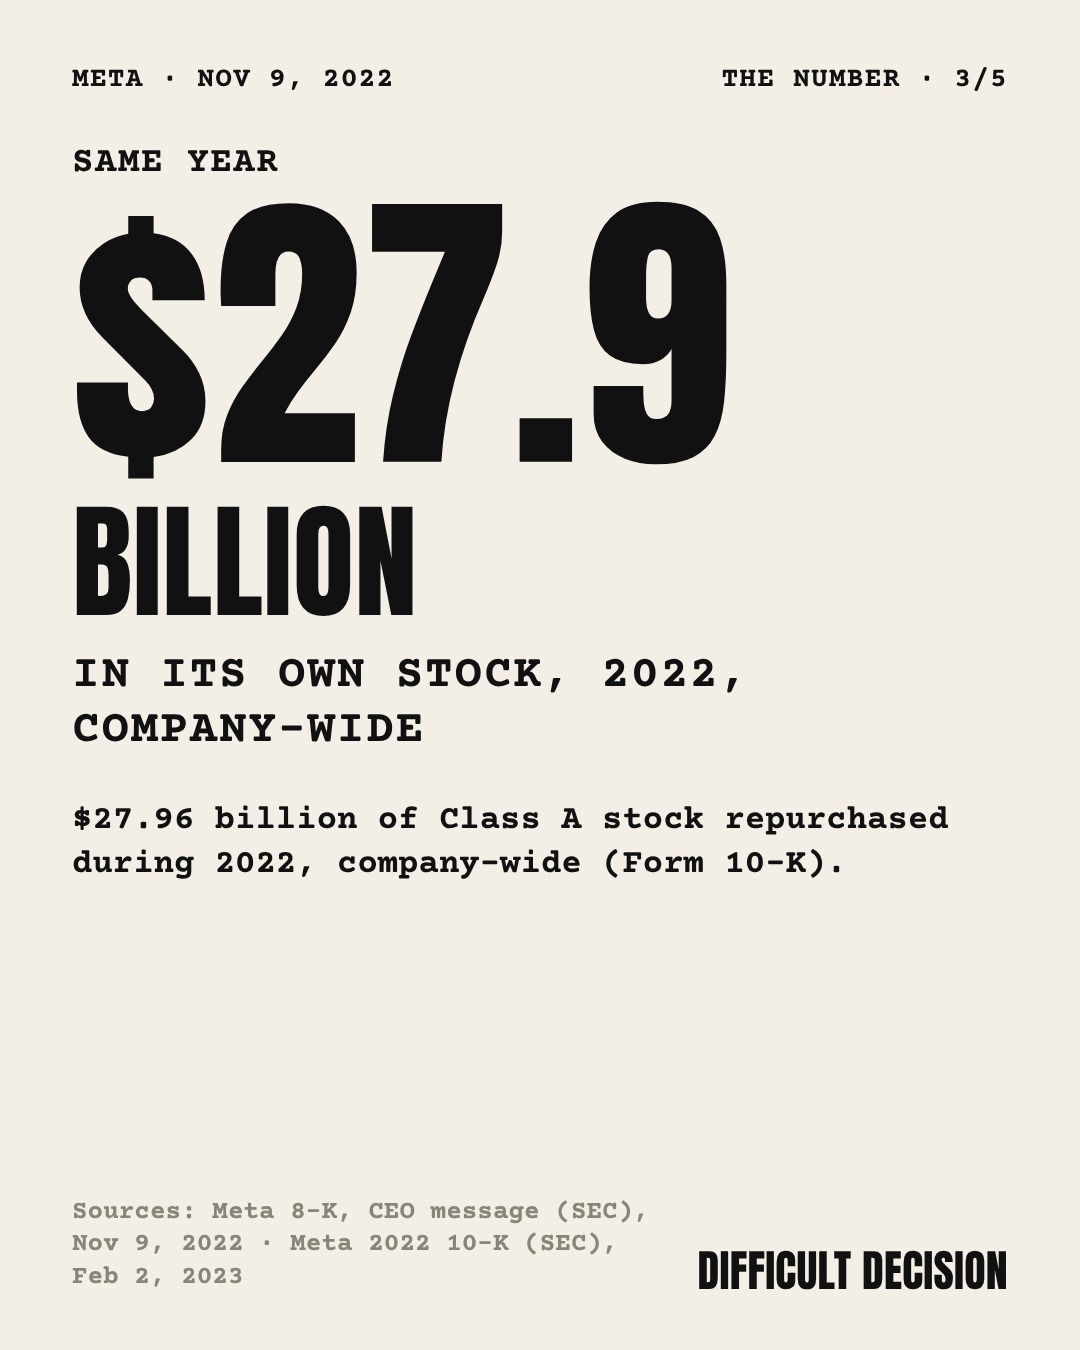 META · NOV 9, 2022
THE NUMBER · 3/5
SAME YEAR
$27.9
BILLION
IN ITS OWN STOCK, 2022,
COMPANY-WIDE
$27.96 billion of Class A stock repurchased
during 2022, company-wide (Form 10-K).
Sources: Meta 8-K, CEO message (SEC),
Nov 9, 2022 · Meta 2022 10-K (SEC),
Feb 2, 2023
DIFFICULT DECISION